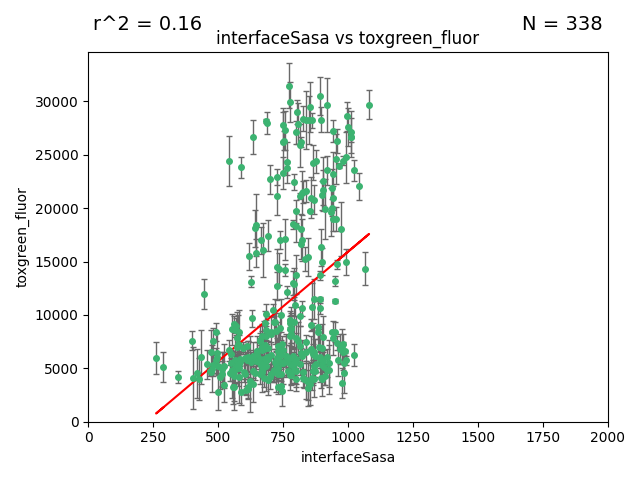 r^2 = 0.16
N = 338
interfaceSasa vs toxgreen_fluor
toxgreen_fluor
30000
25000
20000
15000
10000
5000
0
0 250 500 750 1000 1250 1500 1750 2000
interfaceSasa